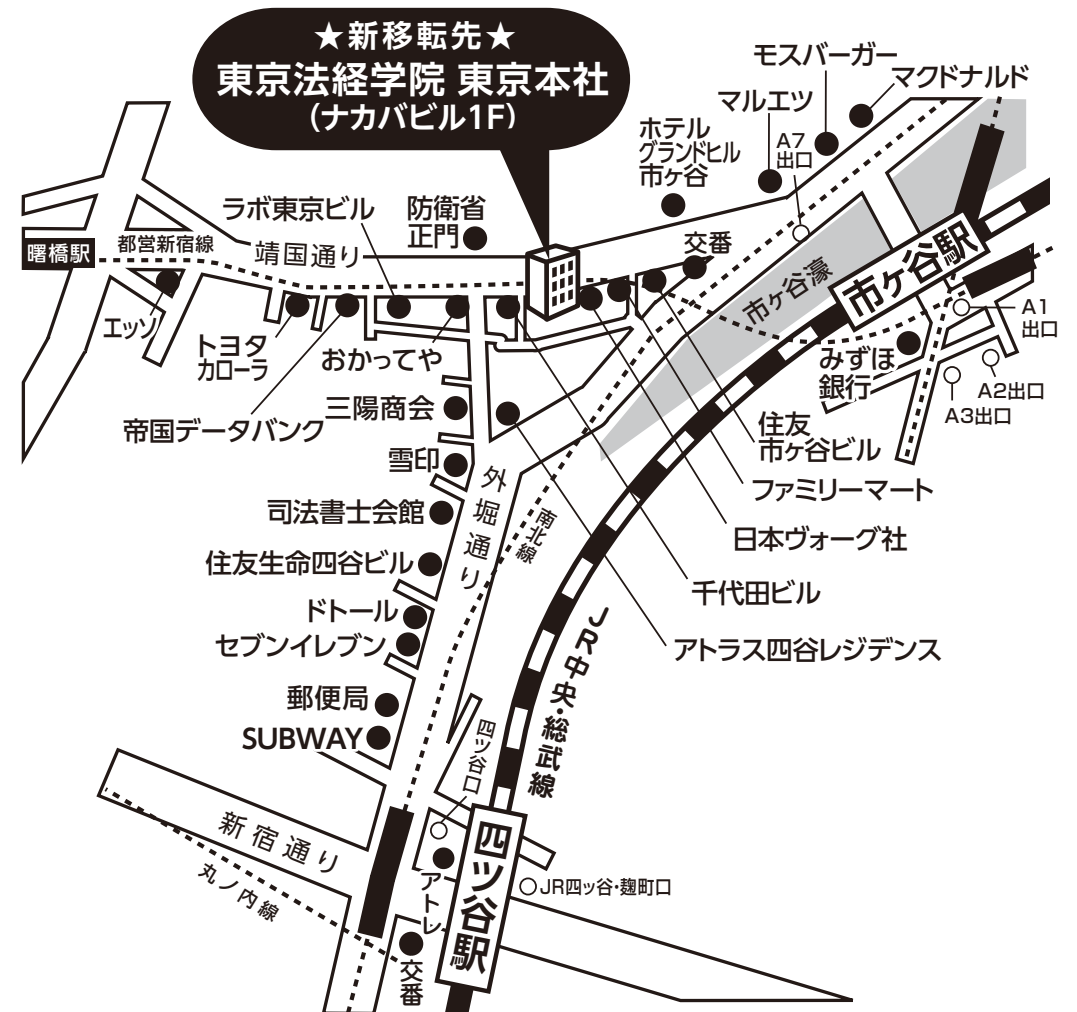 ★新移転先★
東京法経学院 東京本社
(ナカバビル1F)
モスバーガー
マクドナルド
マルエツ
A7
出口
ホテル
グランドヒル
市ヶ谷
ラボ東京ビル
防衛省
正門
交番
曙橋駅
都営新宿線
靖国通り
市ヶ谷駅
市ヶ谷濠
エッソ
トヨタ
カローラ
おかってや
帝国データバンク
A1
出口
みずほ
銀行
A2出口
A3出口
三陽商会
雪印
住友
市ヶ谷ビル
ファミリーマート
外堀通り
南北線
司法書士会館
日本ヴォーグ社
住友生命四谷ビル
千代田ビル
ドトール
セブンイレブン
アトラス四谷レジデンス
JR中央・総武線
郵便局
SUBWAY
四ツ谷口
新宿通り
丸ノ内線
四ツ谷駅
アトレ
JR四ッ谷・麹町口
交番